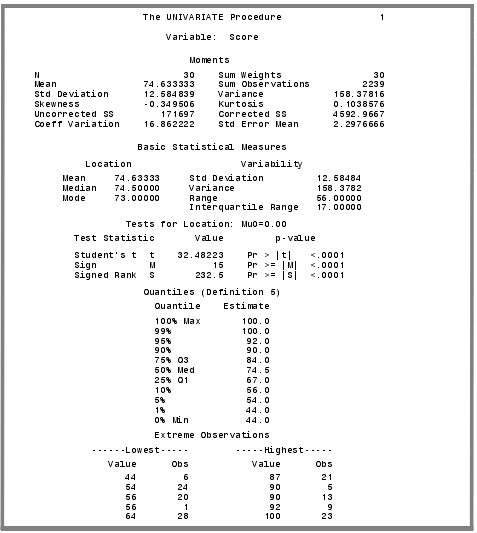 The UNIVARIATE Procedure 1
Variable: Score
Moments
N 30 Sum Weights 30
Mean 74.633333 Sum Observations 2239
Std Deviation 12.584839 Variance 158.37816
Skewness -0.349506 Kurtosis 0.1038576
Uncorrected SS 171697 Corrected SS 4592.9667
Coeff Variation 16.862222 Std Error Mean 2.2976666
Basic Statistical Measures
Location Variability
Mean 74.63333 Std Deviation 12.58484
Median 74.50000 Variance 158.3782
Mode 73.00000 Range 56.00000
Interquartile Range 17.00000
Tests for Location: Mu0=0.00
Test Statistic Value p-value
Student's t t 32.48223 Pr > |t| <.0001
Sign M 15 Pr >= |M| <.0001
Signed Rank S 232.5 Pr >= |S| <.0001
Quantiles (Definition 5)
Quantile Estimate
100% Max 100.0
99% 100.0
95% 92.0
90% 90.0
75% Q3 84.0
50% Med 74.5
25% Q1 67.0
10% 56.0
5% 54.0
1% 44.0
0% Min 44.0
Extreme Observations
------Lowest----- -----Highest-----
Value Obs Value Obs
44 6 87 21
54 24 90 5
56 20 90 13
56 1 92 9
64 28 100 23